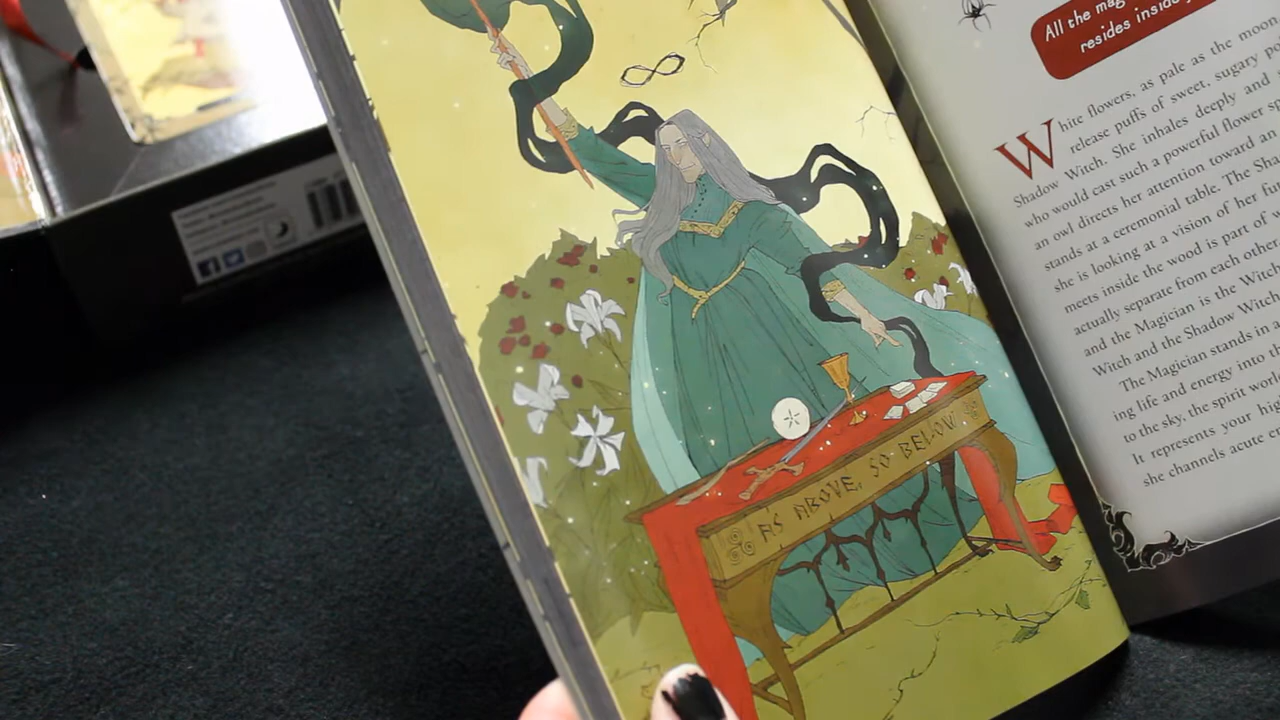 All the mag
resides inside
White flowers, as pale as the moon
release puffs of sweet, sugary
Shadow Witch. She inhales deeply and
who would cast such a powerful flower
an owl directs her attention toward an
stands at a ceremonial table. The Sha
she is looking at a vision of her fu
meets inside the wood is part of
actually separate from each other
and the Magician is the Witch
Witch and the Shadow Witch
The Magician stands in a
ing life and energy into the
to the sky, the spirit worl
It represents your hig
she channels acute
AS ABOVE, SO BELOW